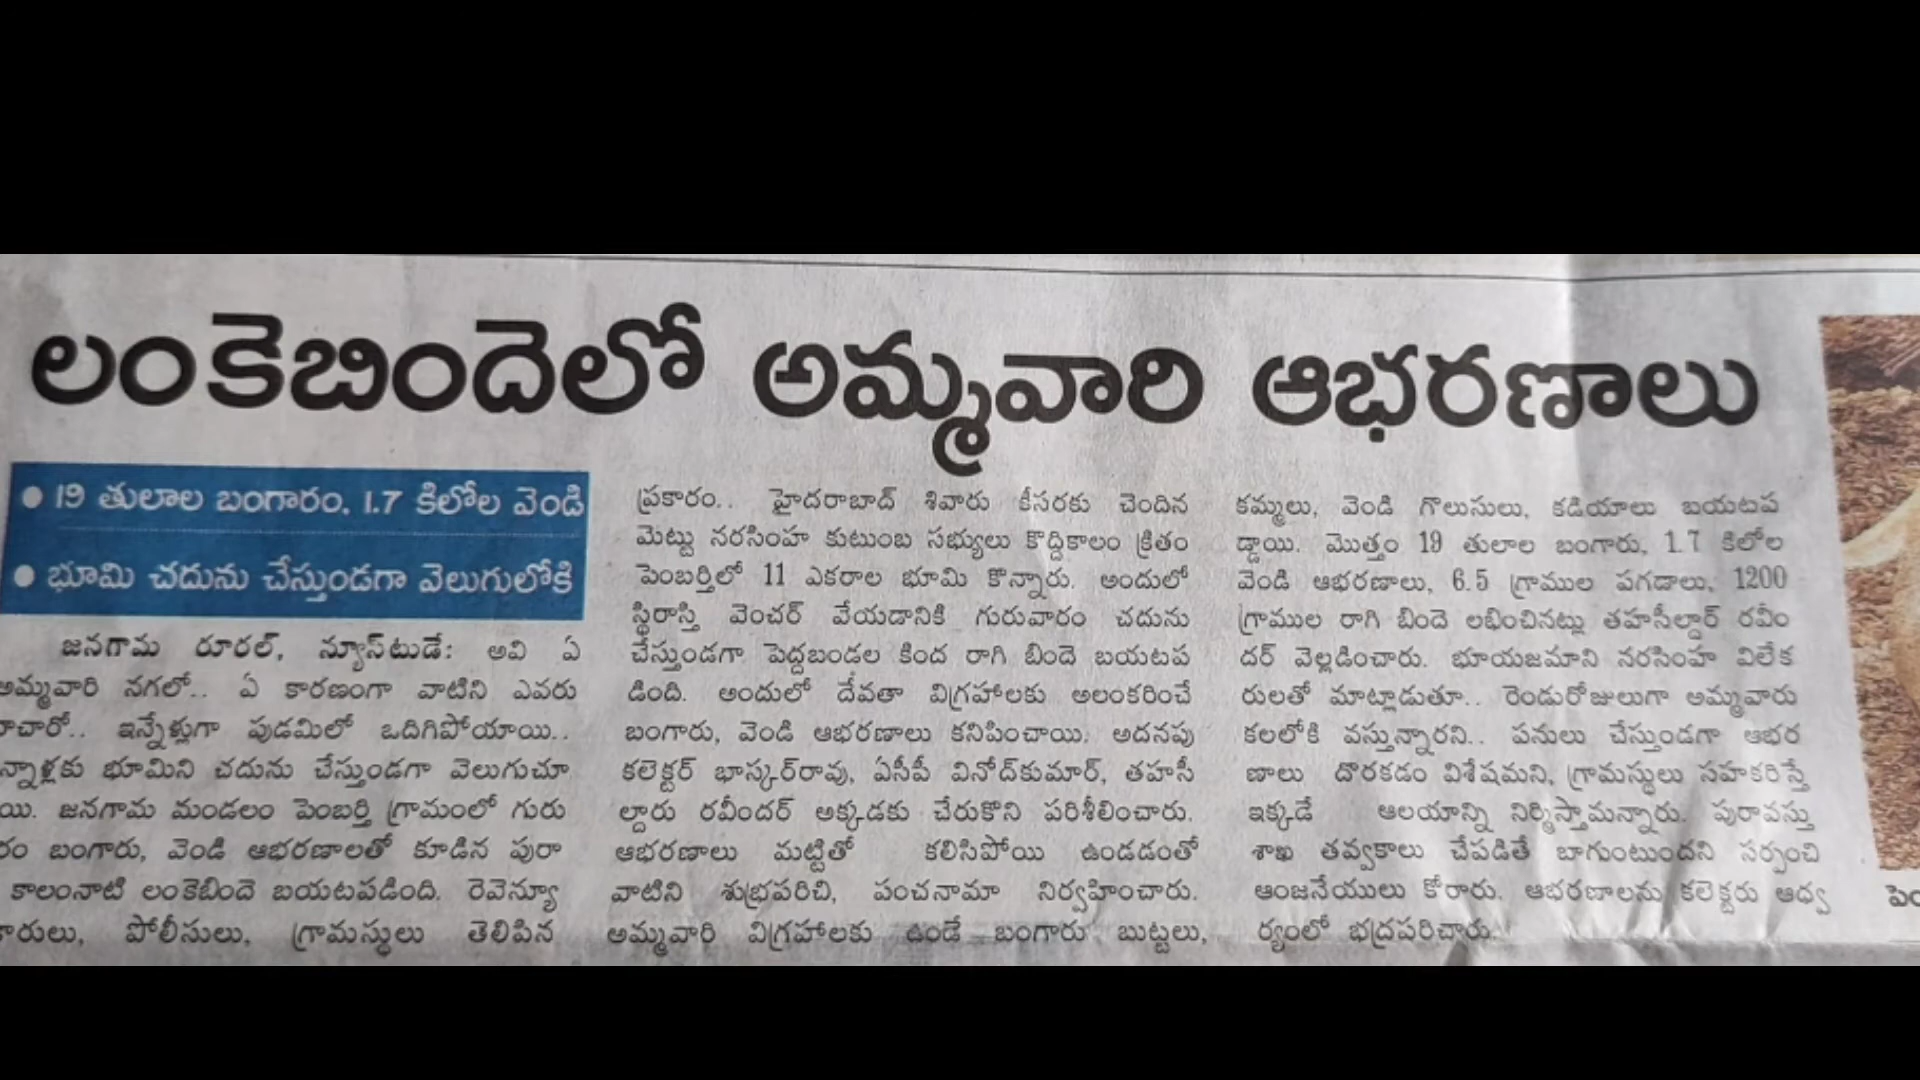 లంకెబిందెలో అమ్మవారి ఆభరణాలు
● 19 తులాల బంగారం, 1.7 కిలోల వెండి
● భూమి చదును చేస్తుండగా వెలుగులోకి
జనగామ రూరల్, న్యూస్‌టుడే: అవి ఏ
అమ్మవారి నగలో.. ఏ కారణంగా వాటిని ఎవరు
ాచారో.. ఇన్నేళ్లుగా పుడమిలో ఒదిగిపోయాయి..
న్నాళ్లకు భూమిని చదును చేస్తుండగా వెలుగుచూ
యి. జనగామ మండలం పెంబర్తి గ్రామంలో గురు
రం బంగారు, వెండి ఆభరణాలతో కూడిన పురా
కాలంనాటి లంకెబిందె బయటపడింది. రెవెన్యూ
కారులు, పోలీసులు, గ్రామస్థులు తెలిపిన
ప్రకారం.. హైదరాబాద్ శివారు కీసరకు చెందిన
మెట్టు నరసింహ కుటుంబ సభ్యులు కొద్దికాలం క్రితం
పెంబర్తిలో 11 ఎకరాల భూమి కొన్నారు. అందులో
స్థిరాస్తి వెంచర్ వేయడానికి గురువారం చదును
చేస్తుండగా పెద్దబండల కింద రాగి బిందె బయటప
డింది. అందులో దేవతా విగ్రహాలకు అలంకరించే
బంగారు, వెండి ఆభరణాలు కనిపించాయి. అదనపు
కలెక్టర్ భాస్కర్‌రావు, ఏసీపీ వినోద్‌కుమార్, తహసీ
ల్దారు రవీందర్ అక్కడకు చేరుకొని పరిశీలించారు.
ఆభరణాలు మట్టితో కలిసిపోయి ఉండడంతో
వాటిని శుభ్రపరిచి, పంచనామా నిర్వహించారు.
అమ్మవారి విగ్రహాలకు ఉండే బంగారు బుట్టలు,
కమ్మలు, వెండి గొలుసులు, కడియాలు బయటప
డ్డాయి. మొత్తం 19 తులాల బంగారు, 1.7 కిలోల
వెండి ఆభరణాలు, 6.5 గ్రాముల పగడాలు, 1200
గ్రాముల రాగి బిందె లభించినట్లు తహసీల్దార్ రవీం
దర్ వెల్లడించారు. భూయజమాని నరసింహ విలేక
రులతో మాట్లాడుతూ.. రెండురోజులుగా అమ్మవారు
కలలోకి వస్తున్నారని.. పనులు చేస్తుండగా ఆభర
ణాలు దొరకడం విశేషమని, గ్రామస్థులు సహకరిస్తే
ఇక్కడే ఆలయాన్ని నిర్మిస్తామన్నారు. పురావస్తు
శాఖ తవ్వకాలు చేపడితే బాగుంటుందని సర్పంచి
ఆంజనేయులు కోరారు. ఆభరణాలను కలెక్టరు ఆధ్వ
ర్యంలో భద్రపరిచారు.